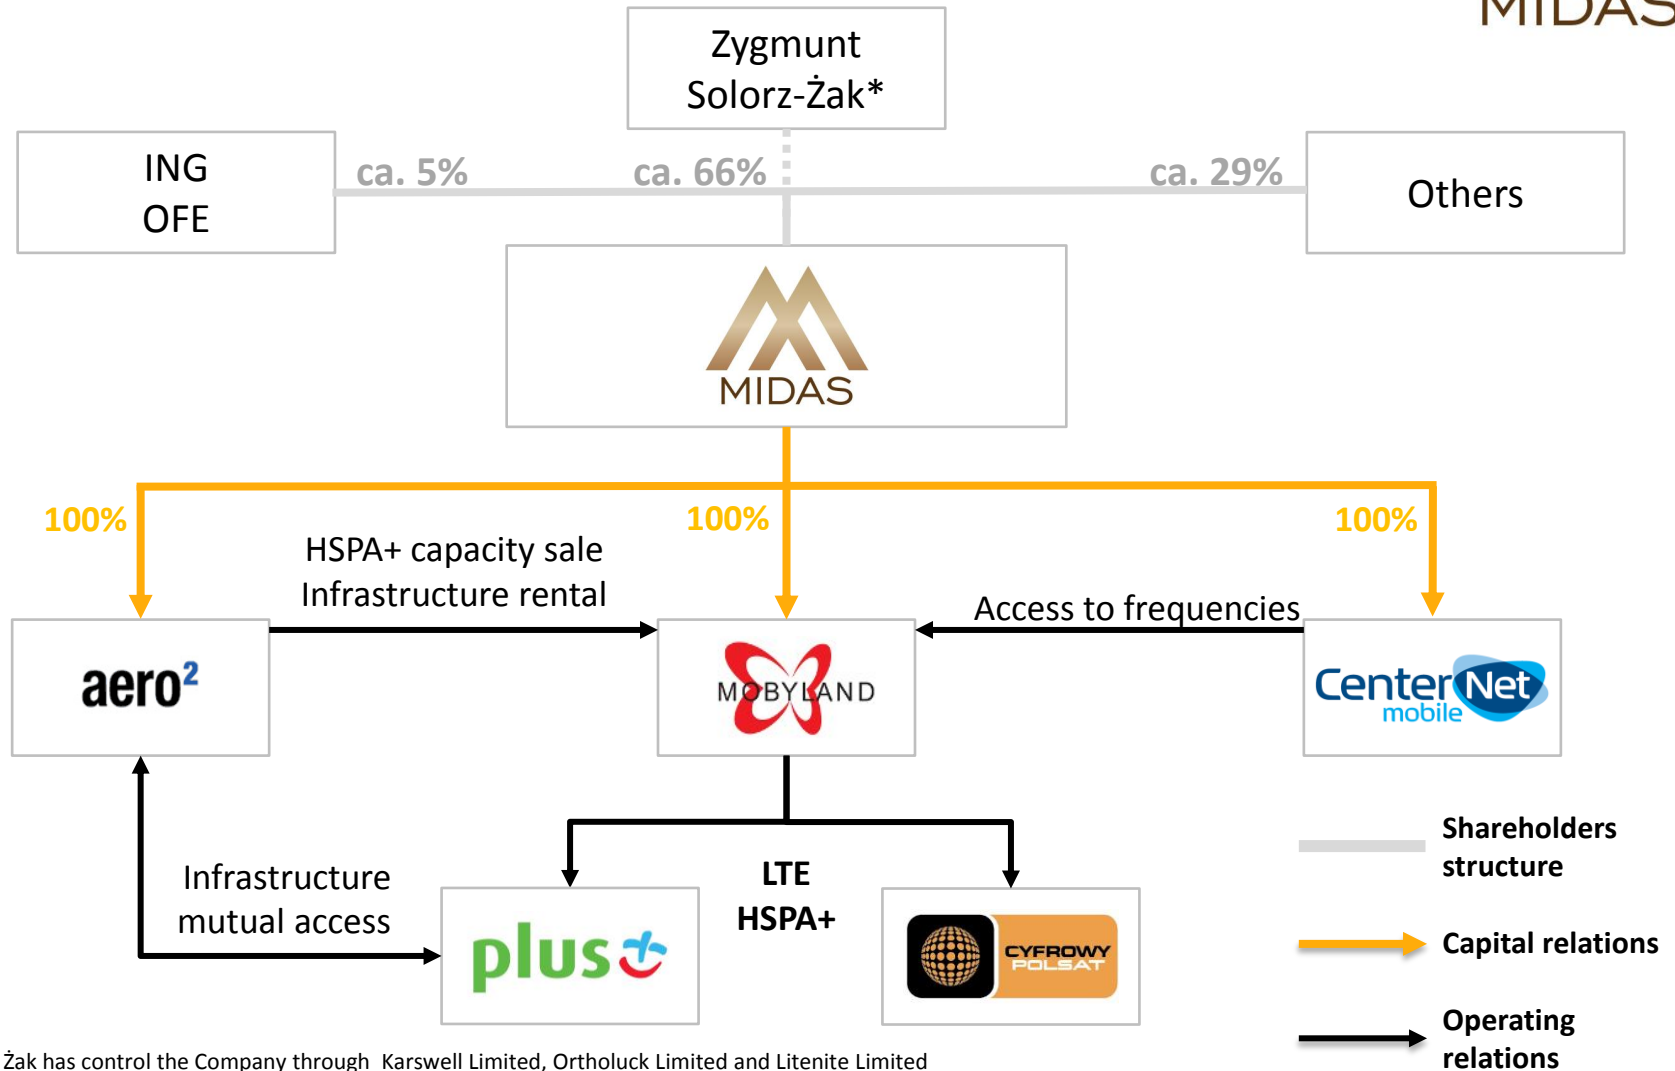 MIDAS
Zygmunt
Solorz-Żak*
ING
OFE
ca. 5%
ca. 66%
ca. 29%
Others
MIDAS
100%
100%
100%
HSPA+ capacity sale
Infrastructure rental
Access to frequencies
aero²
MOBYLAND
CenterNet
mobile
Infrastructure
mutual access
LTE
HSPA+
plus
CYFROWY
POLSAT
Shareholders
structure
Capital relations
Operating
relations
Żak has control the Company through Karswell Limited, Ortholuck Limited and Litenite Limited